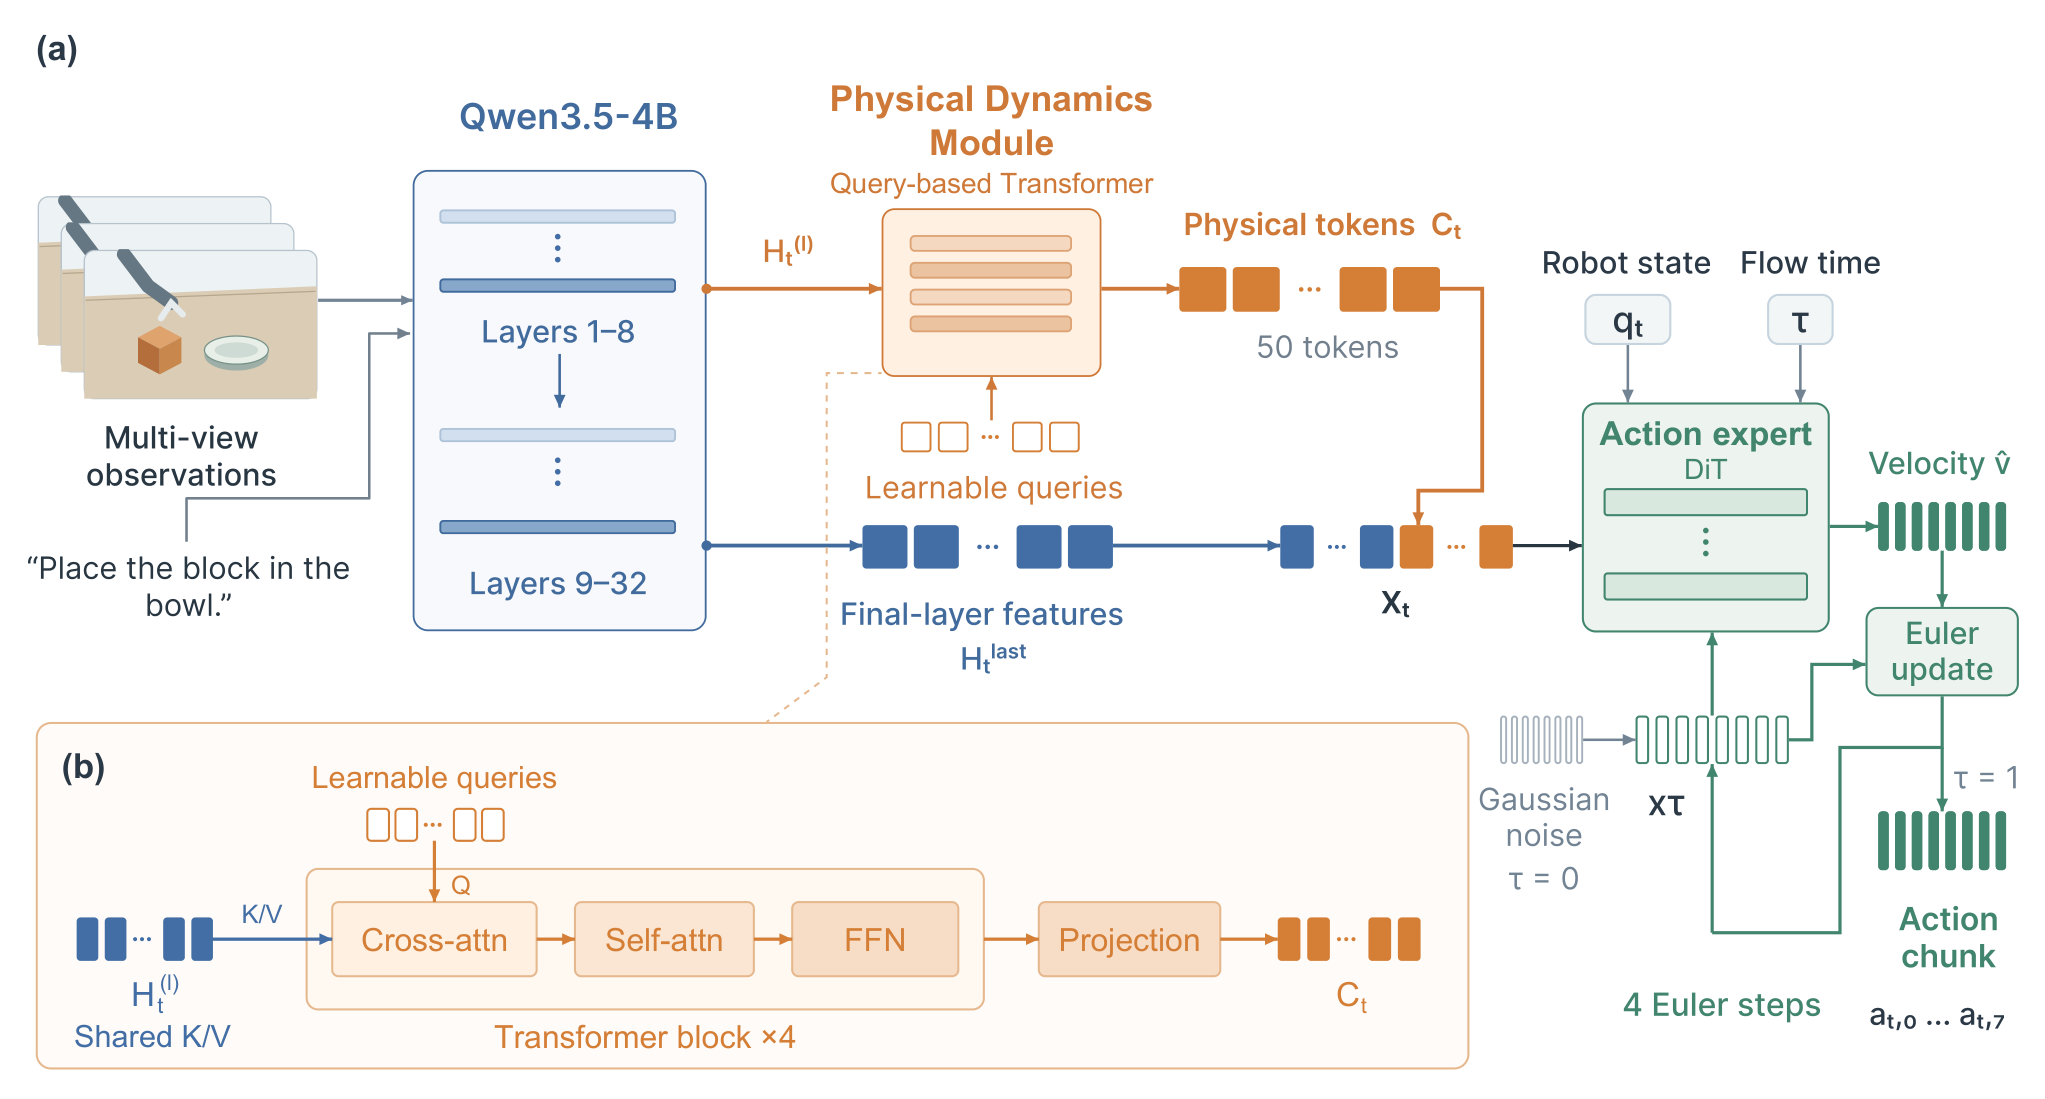 (a)
Qwen3.5-4B
Physical Dynamics
Module
Query-based Transformer
Multi-view
observations
“Place the block in the
bowl.”
Layers 1–8
Layers 9–32
Hₜ⁽ˡ⁾
Learnable queries
Physical tokens Cₜ
50 tokens
Final-layer features
Hₜˡᵃˢᵗ
Xₜ
Robot state
qₜ
Flow time
τ
Action expert
DiT
Velocity v̂
Euler
update
Gaussian
noise
τ = 0
xτ
τ = 1
Action
chunk
4 Euler steps
aₜ,₀ ... aₜ,₇
(b)
Learnable queries
Q
K/V
Hₜ⁽ˡ⁾
Shared K/V
Cross-attn
Self-attn
FFN
Transformer block ×4
Projection
Cₜ